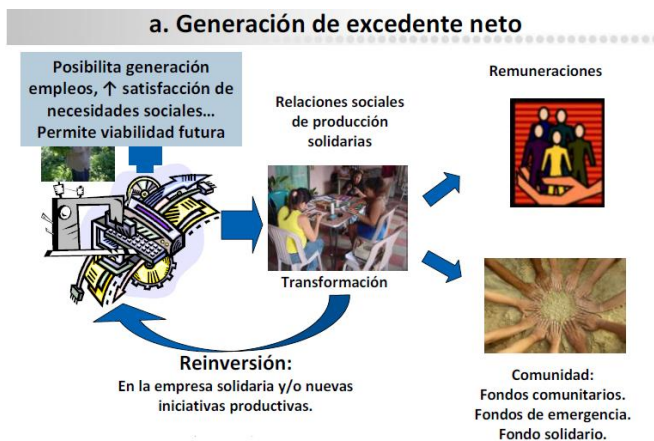 a. Generación de excedente neto
Posibilita generación
empleos, ↑ satisfacción de
necesidades sociales...
Permite viabilidad futura
Relaciones sociales
de producción
solidarias
Transformación
Remuneraciones
Reinversión:
En la empresa solidaria y/o nuevas
iniciativas productivas.
Comunidad:
Fondos comunitarios.
Fondos de emergencia.
Fondo solidario.